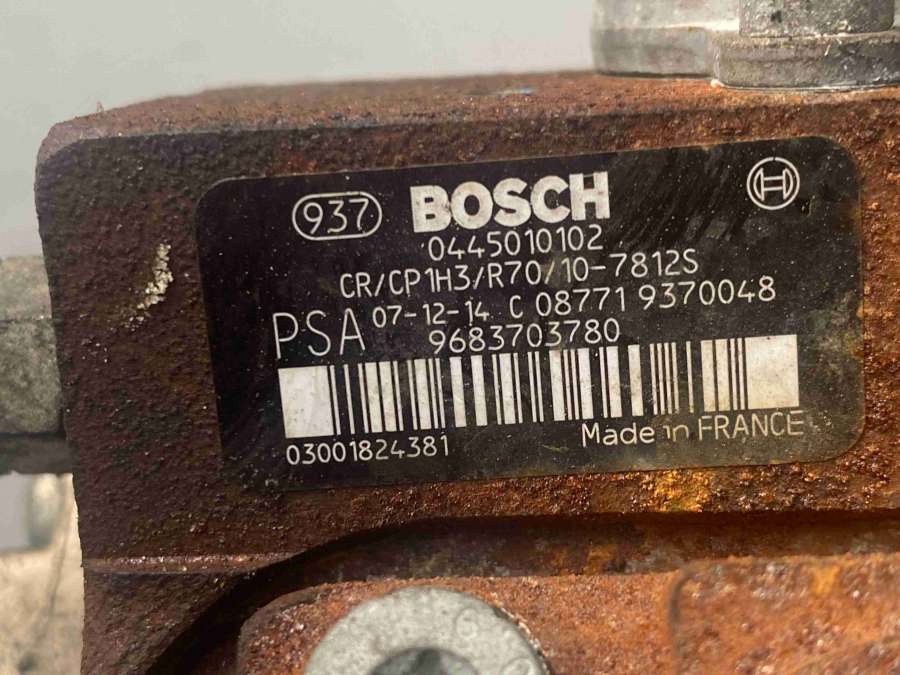 937 BOSCH
0445010102
CR/CP1H3/R70/10-7812S
PSA 07-12-14 C 08771 9370048
9683703780
03001824381 Made in FRANCE